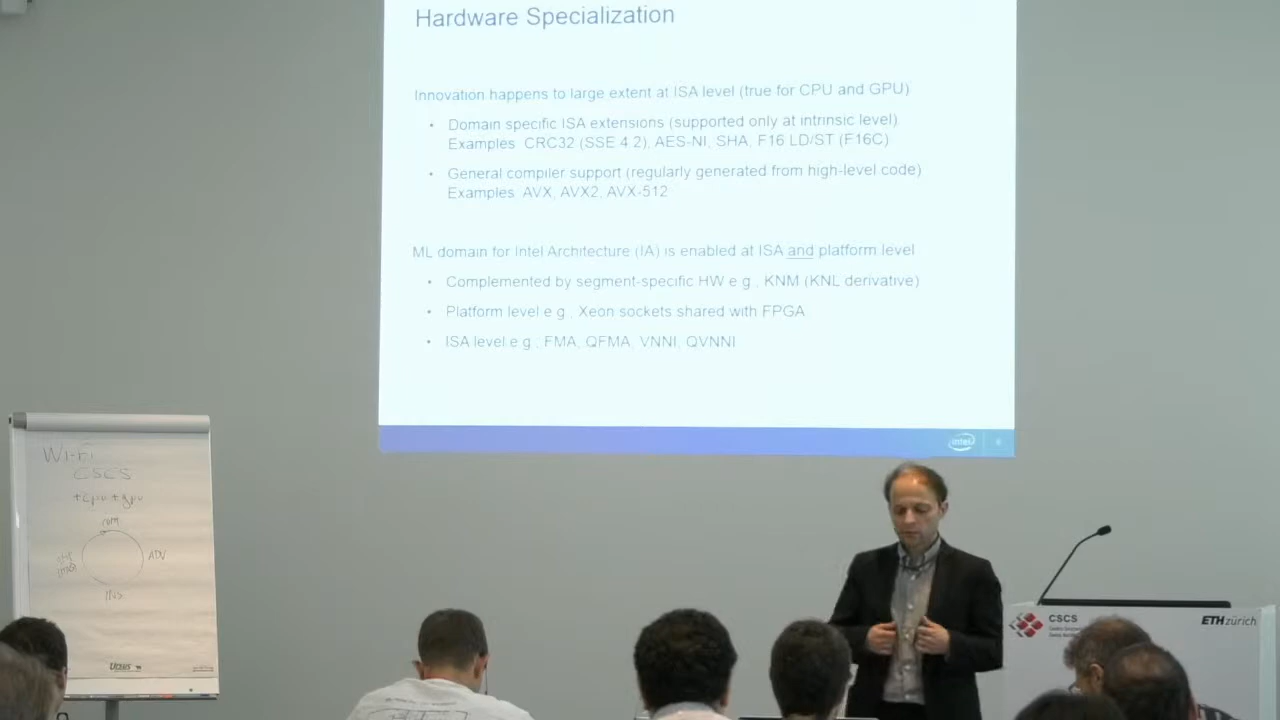 Hardware Specialization
Innovation happens to large extent at ISA level (true for CPU and GPU)
• Domain specific ISA extensions (supported only at intrinsic level)
Examples CRC32 (SSE 4 2), AES-NI, SHA, F16 LD/ST (F16C)
• General compiler support (regularly generated from high-level code)
Examples AVX, AVX2, AVX-512
ML domain for Intel Architecture (IA) is enabled at ISA and platform level
• Complemented by segment-specific HW e g , KNM (KNL derivative)
• Platform level e g , Xeon sockets shared with FPGA
• ISA level e g , FMA, QFMA, VNNI, QVNNI
intel
Wi-Fi
CSCS
+cpu +gpu
ADV
CSCS
ETHzürich